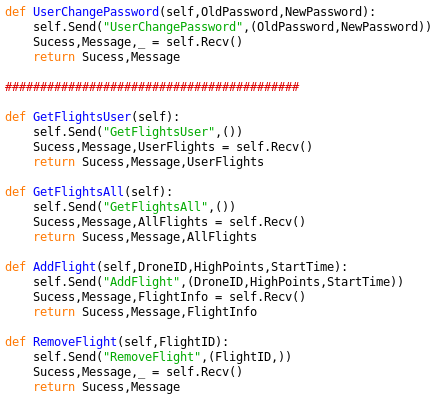 def UserChangePassword(self,OldPassword,NewPassword):
    self.Send("UserChangePassword",(OldPassword,NewPassword))
    Sucess,Message,_ = self.Recv()
    return Sucess,Message

##########################################

def GetFlightsUser(self):
    self.Send("GetFlightsUser",())
    Sucess,Message,UserFlights = self.Recv()
    return Sucess,Message,UserFlights

def GetFlightsAll(self):
    self.Send("GetFlightsAll",())
    Sucess,Message,AllFlights = self.Recv()
    return Sucess,Message,AllFlights

def AddFlight(self,DroneID,HighPoints,StartTime):
    self.Send("AddFlight",(DroneID,HighPoints,StartTime))
    Sucess,Message,FlightInfo = self.Recv()
    return Sucess,Message,FlightInfo

def RemoveFlight(self,FlightID):
    self.Send("RemoveFlight",(FlightID,))
    Sucess,Message,_ = self.Recv()
    return Sucess,Message